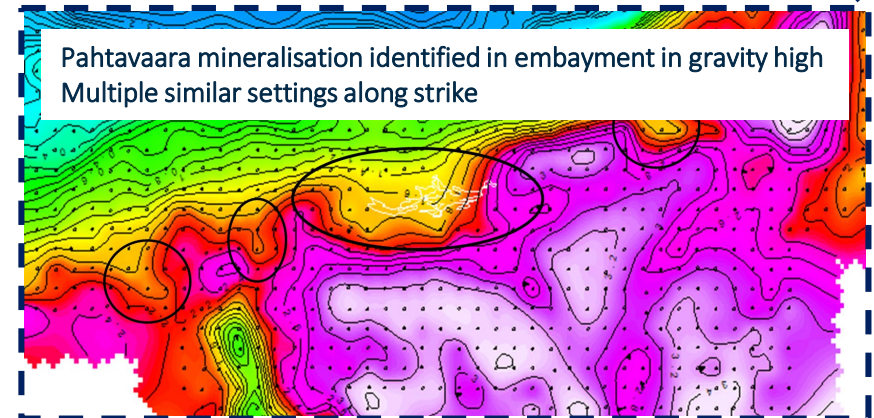 Pahtavaara mineralisation identified in embayment in gravity high
Multiple similar settings along strike